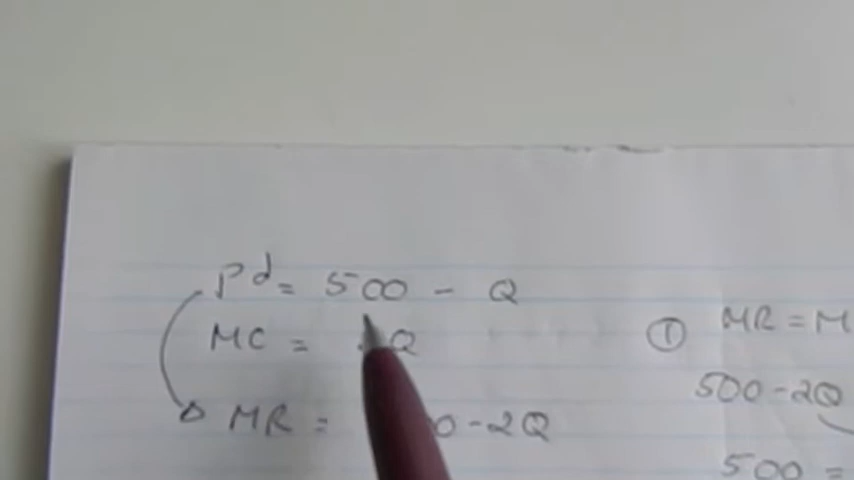 Pd = 500 - Q
MC = Q
MR = 0 - 2Q
① MR = M
500 - 2Q
500 =